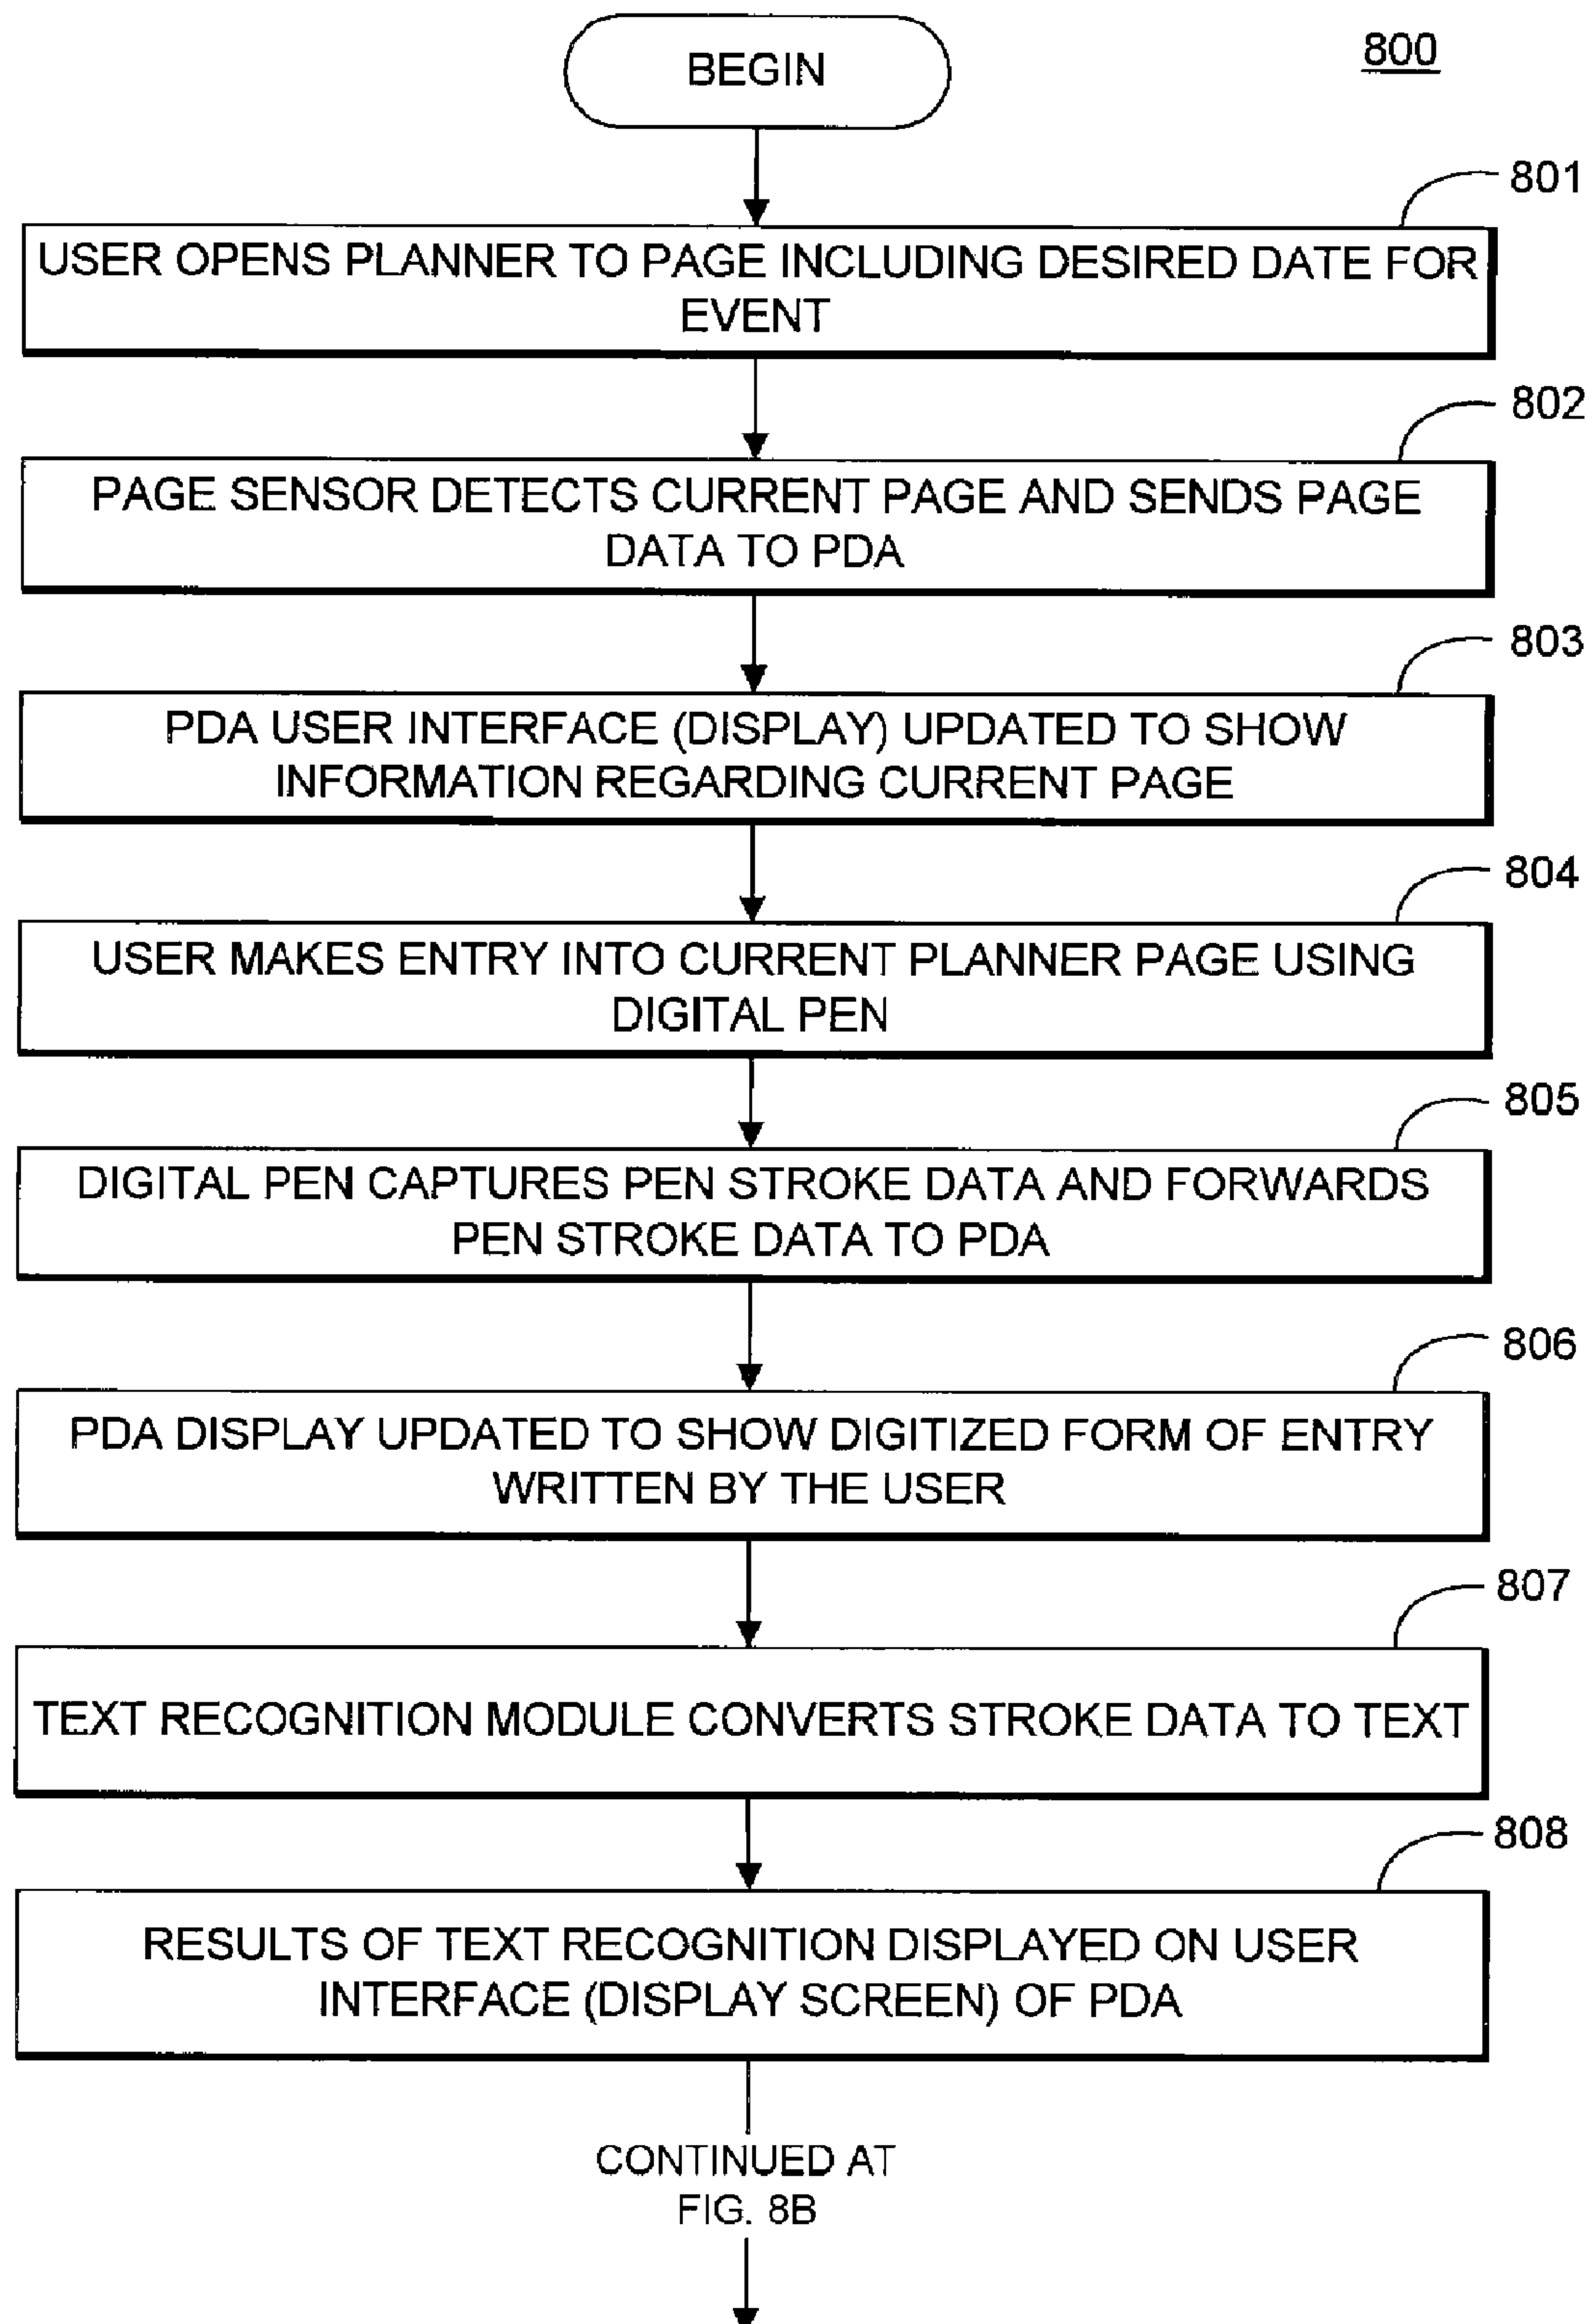 BEGIN
800
801
USER OPENS PLANNER TO PAGE INCLUDING DESIRED DATE FOR
EVENT
802
PAGE SENSOR DETECTS CURRENT PAGE AND SENDS PAGE
DATA TO PDA
803
PDA USER INTERFACE (DISPLAY) UPDATED TO SHOW
INFORMATION REGARDING CURRENT PAGE
804
USER MAKES ENTRY INTO CURRENT PLANNER PAGE USING
DIGITAL PEN
805
DIGITAL PEN CAPTURES PEN STROKE DATA AND FORWARDS
PEN STROKE DATA TO PDA
806
PDA DISPLAY UPDATED TO SHOW DIGITIZED FORM OF ENTRY
WRITTEN BY THE USER
807
TEXT RECOGNITION MODULE CONVERTS STROKE DATA TO TEXT
808
RESULTS OF TEXT RECOGNITION DISPLAYED ON USER
INTERFACE (DISPLAY SCREEN) OF PDA
CONTINUED AT
FIG. 8B